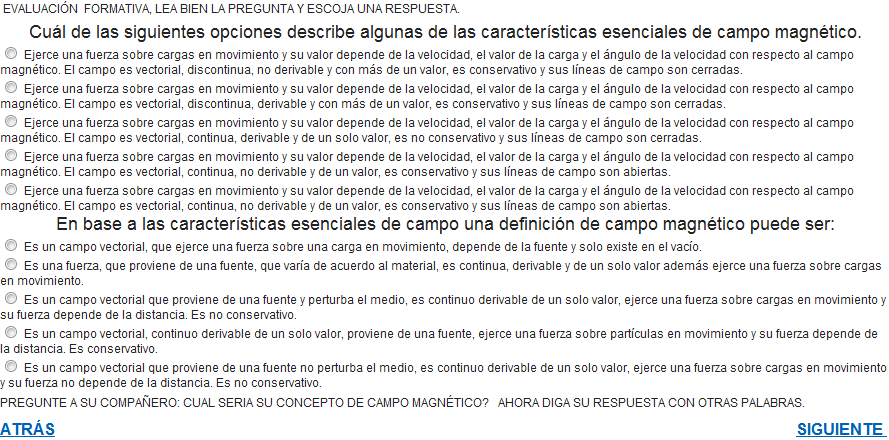 EVALUACIÓN FORMATIVA, LEA BIEN LA PREGUNTA Y ESCOJA UNA RESPUESTA.
Cuál de las siguientes opciones describe algunas de las características esenciales de campo magnético.
Ejerce una fuerza sobre cargas en movimiento y su valor depende de la velocidad, el valor de la carga y el ángulo de la velocidad con respecto al campo
magnético. El campo es vectorial, discontinua, no derivable y con más de un valor, es conservativo y sus líneas de campo son cerradas.
Ejerce una fuerza sobre cargas en movimiento y su valor depende de la velocidad, el valor de la carga y el ángulo de la velocidad con respecto al campo
magnético. El campo es vectorial, discontinua, derivable y con más de un valor, es conservativo y sus líneas de campo son cerradas.
Ejerce una fuerza sobre cargas en movimiento y su valor depende de la velocidad, el valor de la carga y el ángulo de la velocidad con respecto al campo
magnético. El campo es vectorial, continua, derivable y de un solo valor, es no conservativo y sus líneas de campo son cerradas.
Ejerce una fuerza sobre cargas en movimiento y su valor depende de la velocidad, el valor de la carga y el ángulo de la velocidad con respecto al campo
magnético. El campo es vectorial, continua, no derivable y de un valor, es conservativo y sus líneas de campo son abiertas.
Ejerce una fuerza sobre cargas en movimiento y su valor depende de la velocidad, el valor de la carga y el ángulo de la velocidad con respecto al campo
magnético. El campo es vectorial, continua, no derivable y de un solo valor, es conservativo y sus líneas de campo son abiertas.
En base a las características esenciales de campo una definición de campo magnético puede ser:
Es un campo vectorial, que ejerce una fuerza sobre una carga en movimiento, depende de la fuente y solo existe en el vacío.
Es una fuerza, que proviene de una fuente, que varía de acuerdo al material, es continua, derivable y de un solo valor además ejerce una fuerza sobre cargas
en movimiento.
Es un campo vectorial que proviene de una fuente y perturba el medio, es continuo derivable de un solo valor, ejerce una fuerza sobre cargas en movimiento y
su fuerza depende de la distancia. Es no conservativo.
Es un campo vectorial, continuo derivable de un solo valor, proviene de una fuente, ejerce una fuerza sobre partículas en movimiento y su fuerza depende de
la distancia. Es conservativo.
Es un campo vectorial que proviene de una fuente no perturba el medio, es continuo derivable de un solo valor, ejerce una fuerza sobre cargas en movimiento
y su fuerza no depende de la distancia. Es no conservativo.
PREGUNTE A SU COMPAÑERO: CUAL SERIA SU CONCEPTO DE CAMPO MAGNÉTICO? AHORA DIGA SU RESPUESTA CON OTRAS PALABRAS.
ATRÁS SIGUIENTE